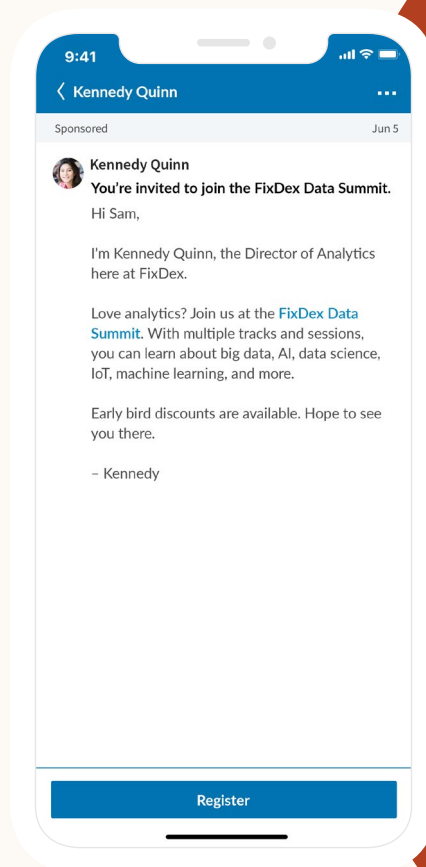 9:41
Kennedy Quinn
Sponsored Jun 5
Kennedy Quinn
You're invited to join the FixDex Data Summit.
Hi Sam,
I'm Kennedy Quinn, the Director of Analytics
here at FixDex.
Love analytics? Join us at the FixDex Data
Summit. With multiple tracks and sessions,
you can learn about big data, AI, data science,
IoT, machine learning, and more.
Early bird discounts are available. Hope to see
you there.
– Kennedy
Register